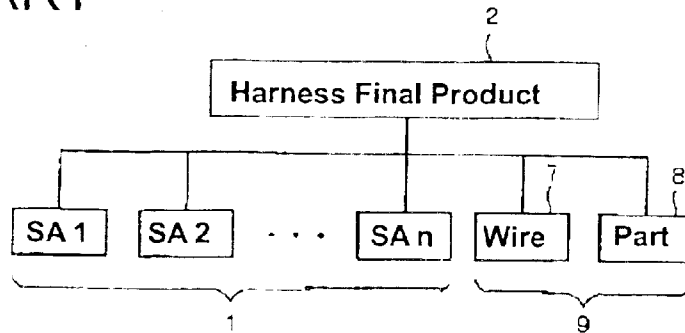 2
Harness Final Product
7
8
SA 1
SA 2
. . .
SA n
Wire
Part
1
9